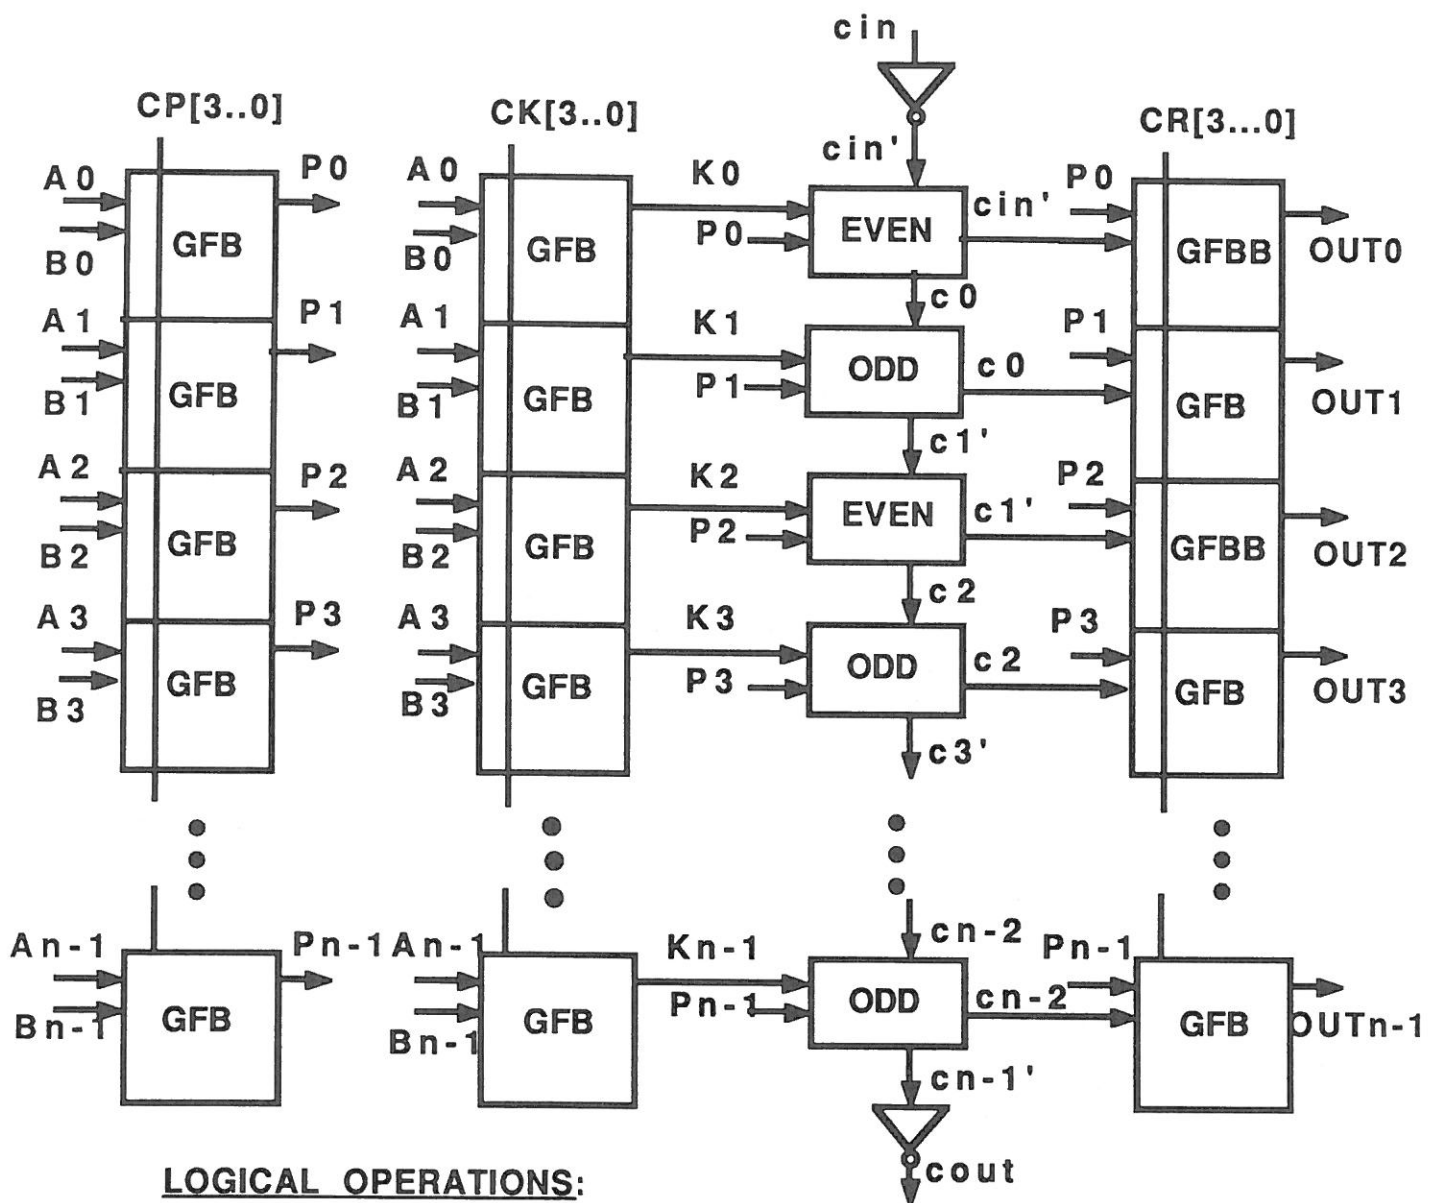 cin
CP[3..0]
CK[3..0]
CR[3...0]
cin'
A0
P0
A0
K0
P0
cin'
B0
GFB
B0
GFB
P0
EVEN
GFBB
OUT0
c0
A1
P1
A1
K1
P1
B1
GFB
B1
GFB
P1
ODD
c0
GFB
OUT1
c1'
A2
P2
A2
K2
P2
B2
GFB
B2
GFB
P2
EVEN
c1'
GFBB
OUT2
c2
A3
P3
A3
K3
P3
B3
GFB
B3
GFB
P3
ODD
c2
GFB
OUT3
c3'
cn-2
An-1
Pn-1
An-1
Kn-1
Pn-1
Bn-1
GFB
Bn-1
GFB
Pn-1
ODD
cn-2
GFB
OUTn-1
cn-1'
cout
LOGICAL OPERATIONS: